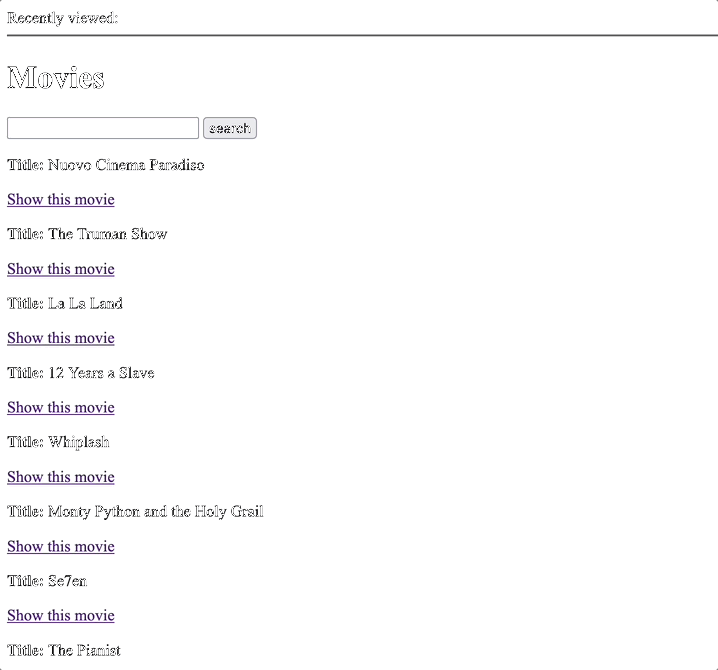 Recently viewed:
Movies
search
Title: Nuovo Cinema Paradiso
Show this movie
Title: The Truman Show
Show this movie
Title: La La Land
Show this movie
Title: 12 Years a Slave
Show this movie
Title: Whiplash
Show this movie
Title: Monty Python and the Holy Grail
Show this movie
Title: Se7en
Show this movie
Title: The Pianist